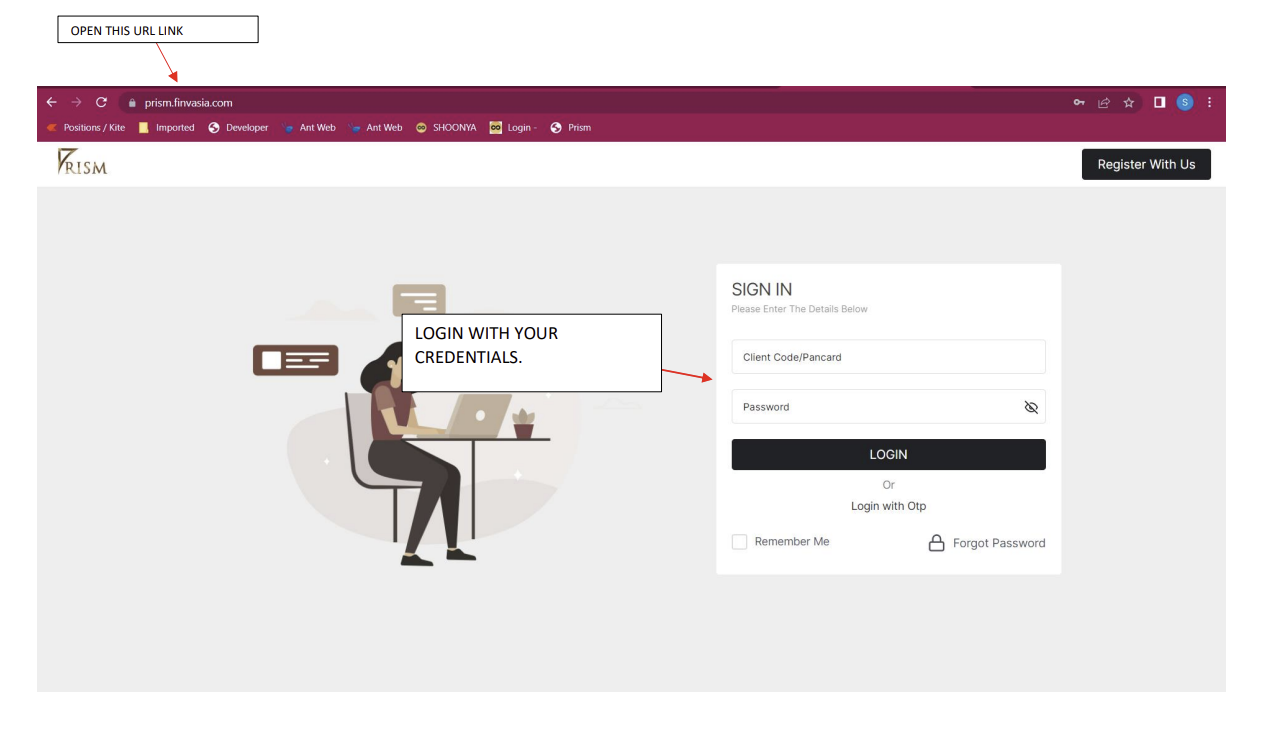 OPEN THIS URL LINK
prism.finvasia.com
S
Positions / Kite Imported Developer Ant Web Ant Web SHOONYA Login - Prism
PRISM
Register With Us
SIGN IN
Please Enter The Details Below
LOGIN WITH YOUR
CREDENTIALS.
Client Code/Pancard
Password
LOGIN
Or
Login with Otp
Remember Me
Forgot Password